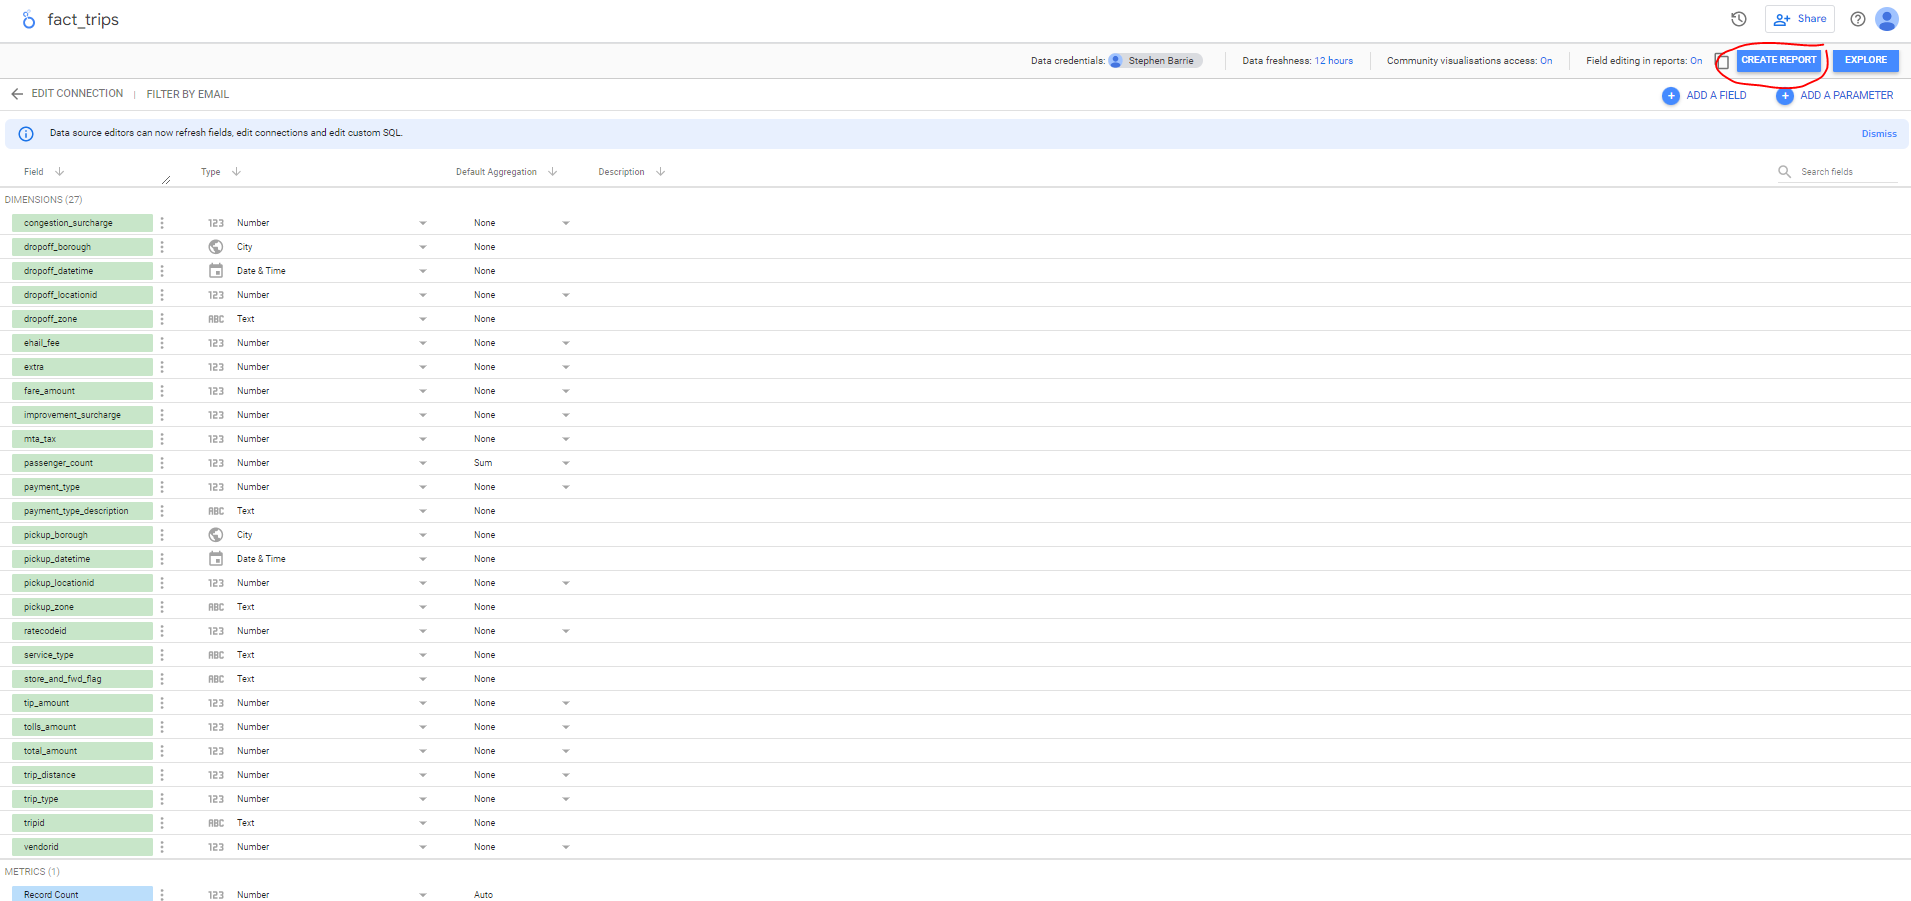 fact_trips
Share
Data credentials: Stephen Barrie Data freshness: 12 hours Community visualisations access: On Field editing in reports: On CREATE REPORT EXPLORE
EDIT CONNECTION | FILTER BY EMAIL ADD A FIELD ADD A PARAMETER
Data source editors can now refresh fields, edit connections and edit custom SQL. Dismiss
Field Type Default Aggregation Description Search fields
DIMENSIONS (27)
congestion_surcharge 123 Number None
dropoff_borough City None
dropoff_datetime Date & Time None
dropoff_locationid 123 Number None
dropoff_zone ABC Text None
ehail_fee 123 Number None
extra 123 Number None
fare_amount 123 Number None
improvement_surcharge 123 Number None
mta_tax 123 Number None
passenger_count 123 Number Sum
payment_type 123 Number None
payment_type_description ABC Text None
pickup_borough City None
pickup_datetime Date & Time None
pickup_locationid 123 Number None
pickup_zone ABC Text None
ratecodeid 123 Number None
service_type ABC Text None
store_and_fwd_flag ABC Text None
tip_amount 123 Number None
tolls_amount 123 Number None
total_amount 123 Number None
trip_distance 123 Number None
trip_type 123 Number None
tripid ABC Text None
vendorid 123 Number None
METRICS (1)
Record Count 123 Number Auto